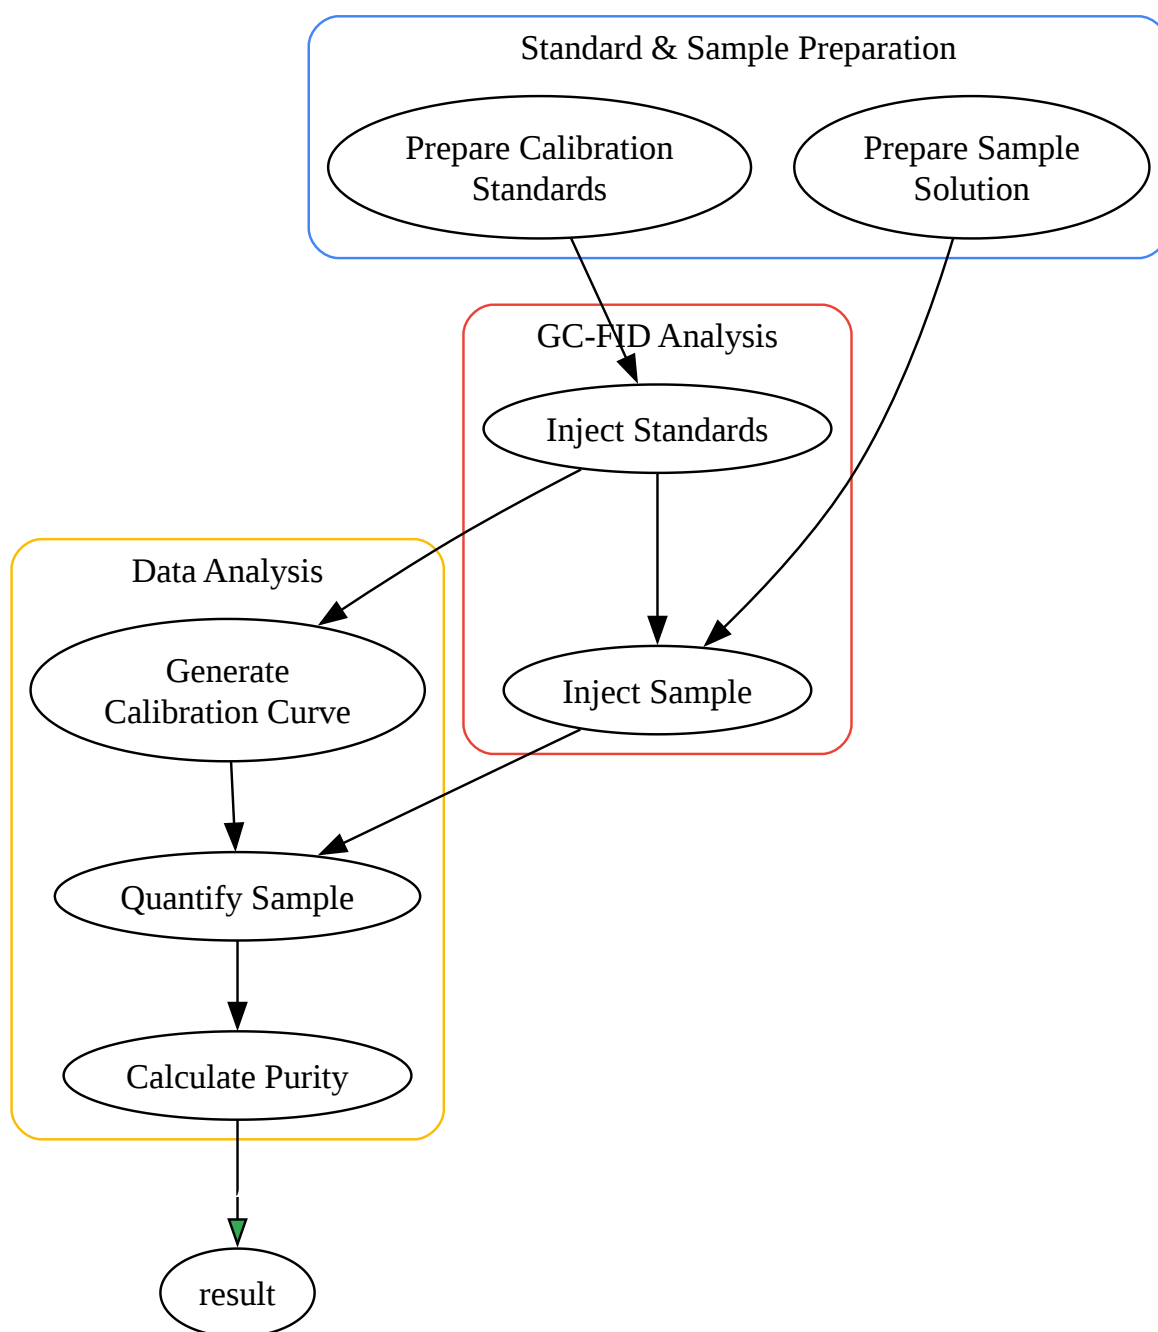 Standard & Sample Preparation
Prepare Calibration
Standards
Prepare Sample
Solution
GC-FID Analysis
Inject Standards
Data Analysis
Generate
Calibration Curve
Inject Sample
Quantify Sample
Calculate Purity
result